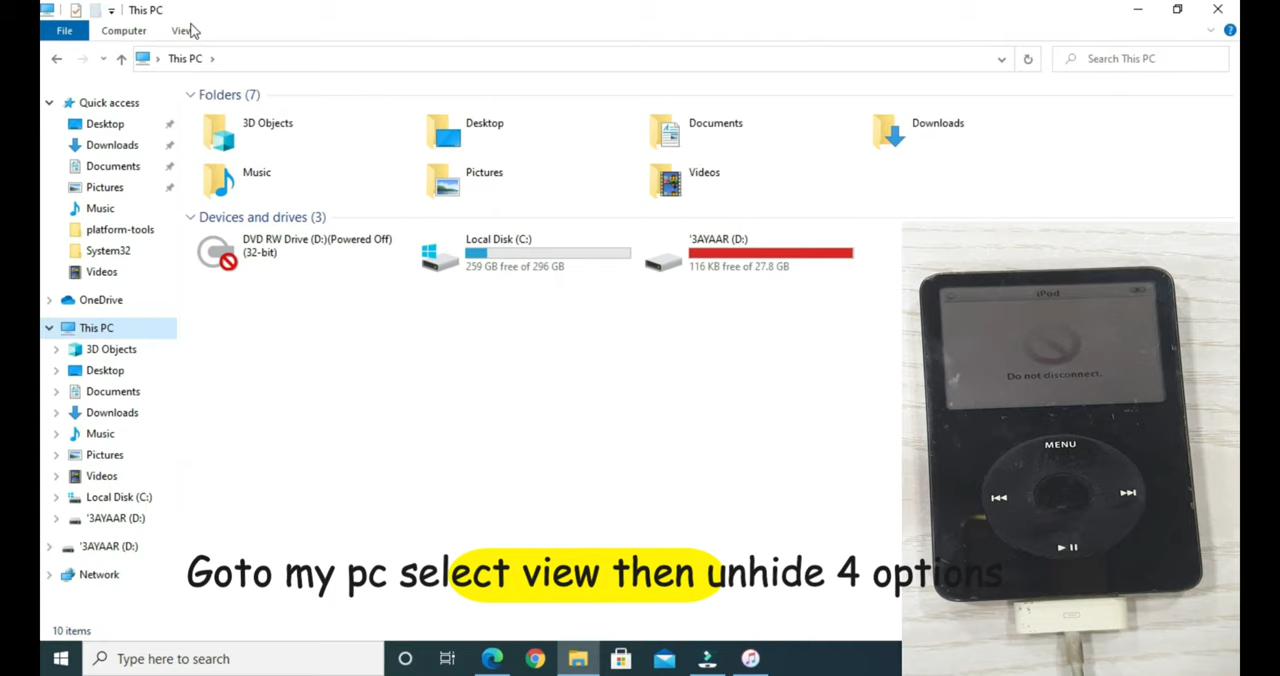 This PC
File
Computer
View
This PC
Search This PC
Quick access
Desktop
Downloads
Documents
Pictures
Music
platform-tools
System32
Videos
OneDrive
This PC
3D Objects
Desktop
Documents
Downloads
Music
Pictures
Videos
Local Disk (C:)
'3AYAAR (D:)
'3AYAAR (D:)
Network
Folders (7)
3D Objects
Desktop
Documents
Downloads
Music
Pictures
Videos
Devices and drives (3)
DVD RW Drive (D:)(Powered Off)
(32-bit)
Local Disk (C:)
259 GB free of 296 GB
'3AYAAR (D:)
116 KB free of 27.8 GB
iPod
Do not disconnect.
MENU
Goto my pc select view then unhide 4 options
10 items
Type here to search